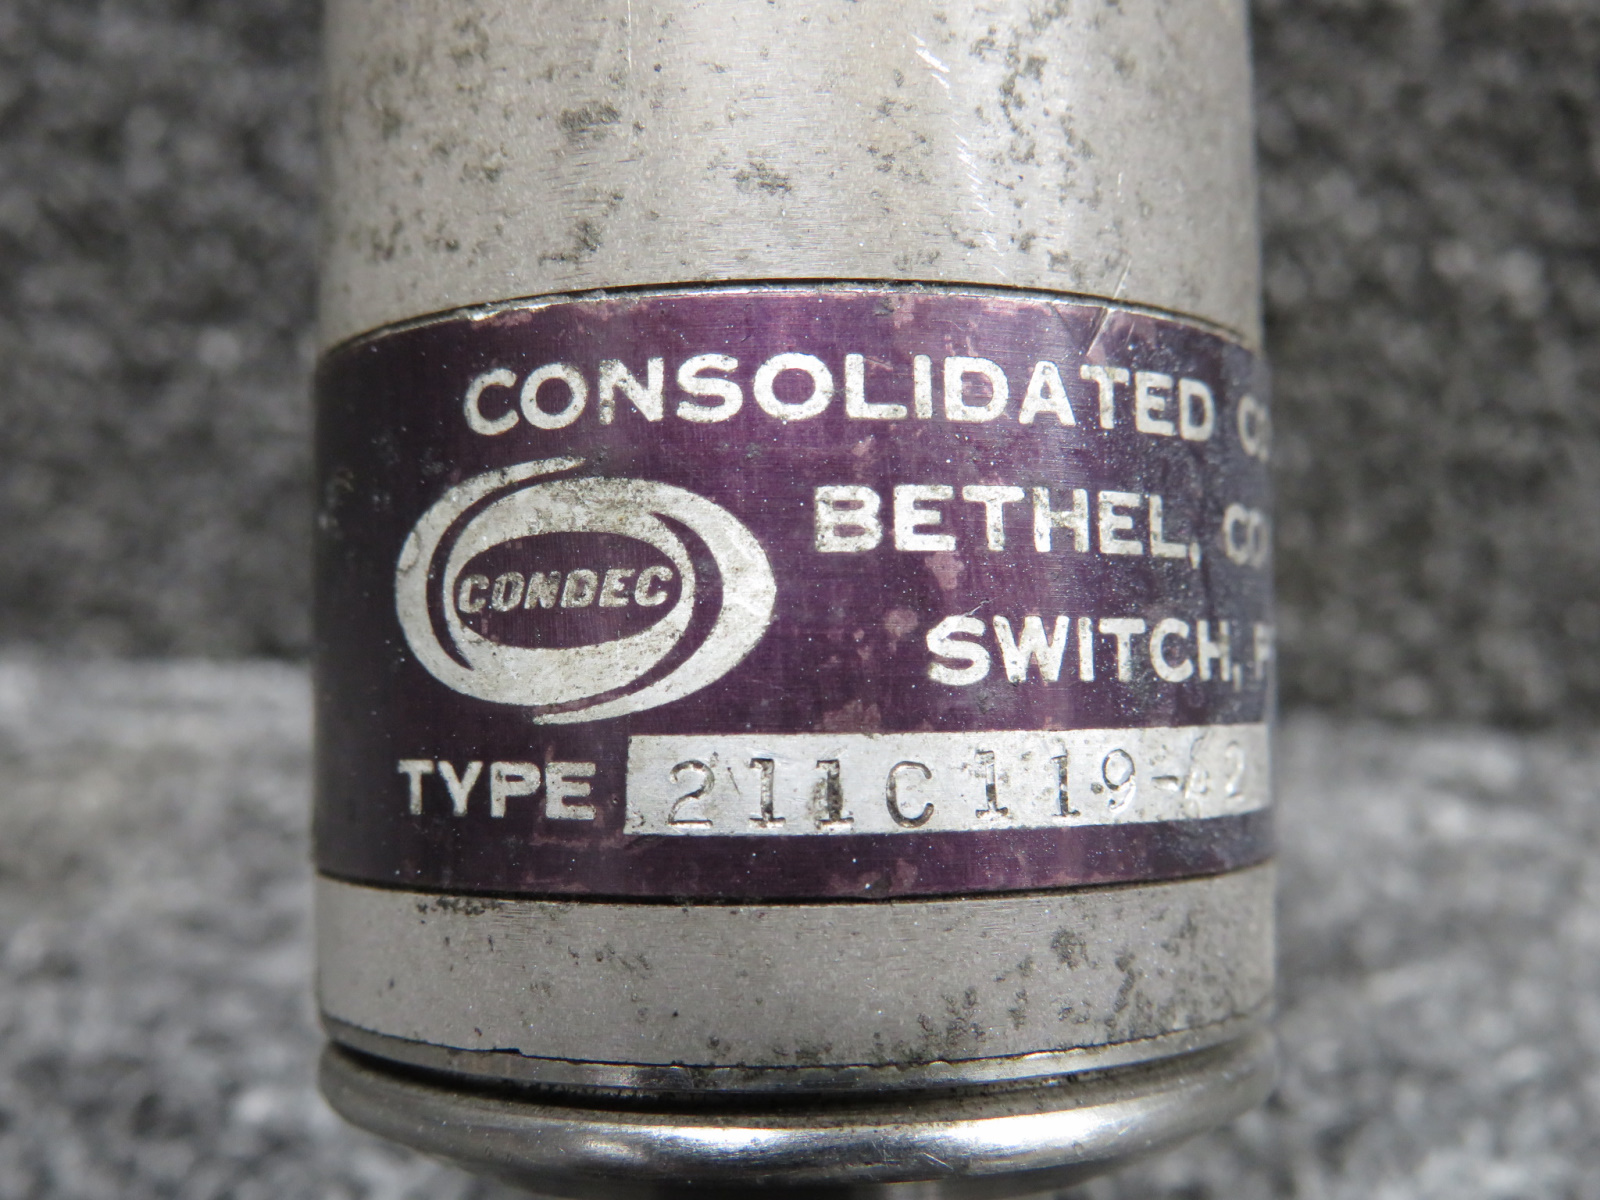 CONSOLIDATED
BETHEL,
CONDEC
SWITCH,
TYPE 211C119-